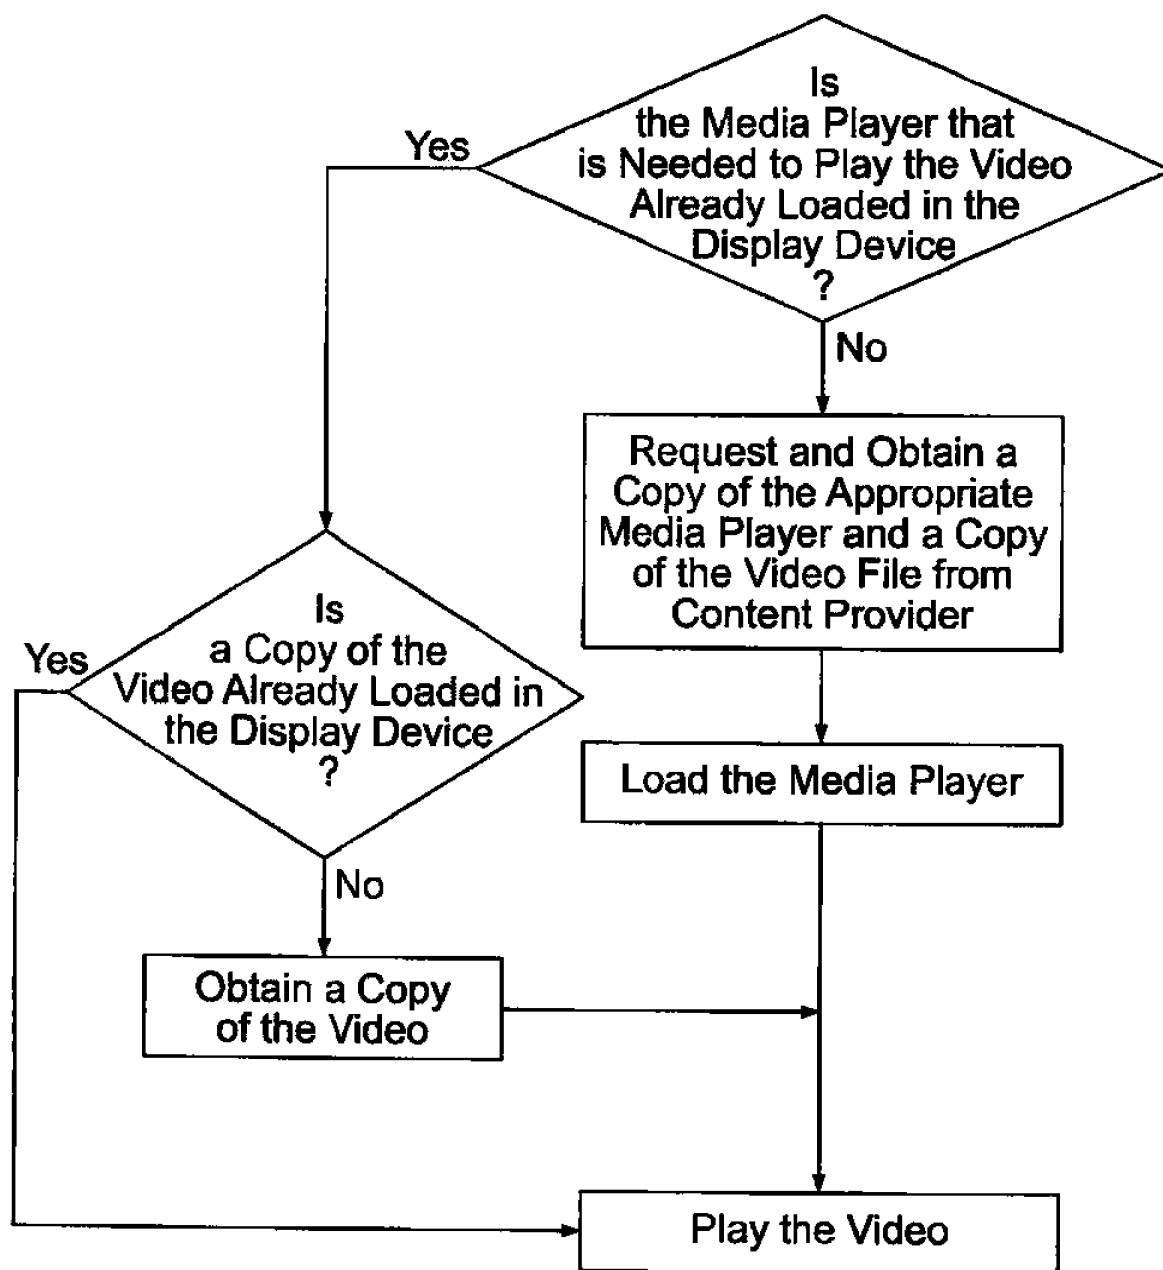 Is
the Media Player that
is Needed to Play the Video
Already Loaded in the
Display Device
?
Yes
No
Request and Obtain a
Copy of the Appropriate
Media Player and a Copy
of the Video File from
Content Provider
Is
a Copy of the
Video Already Loaded in
the Display Device
?
Yes
Load the Media Player
No
Obtain a Copy
of the Video
Play the Video